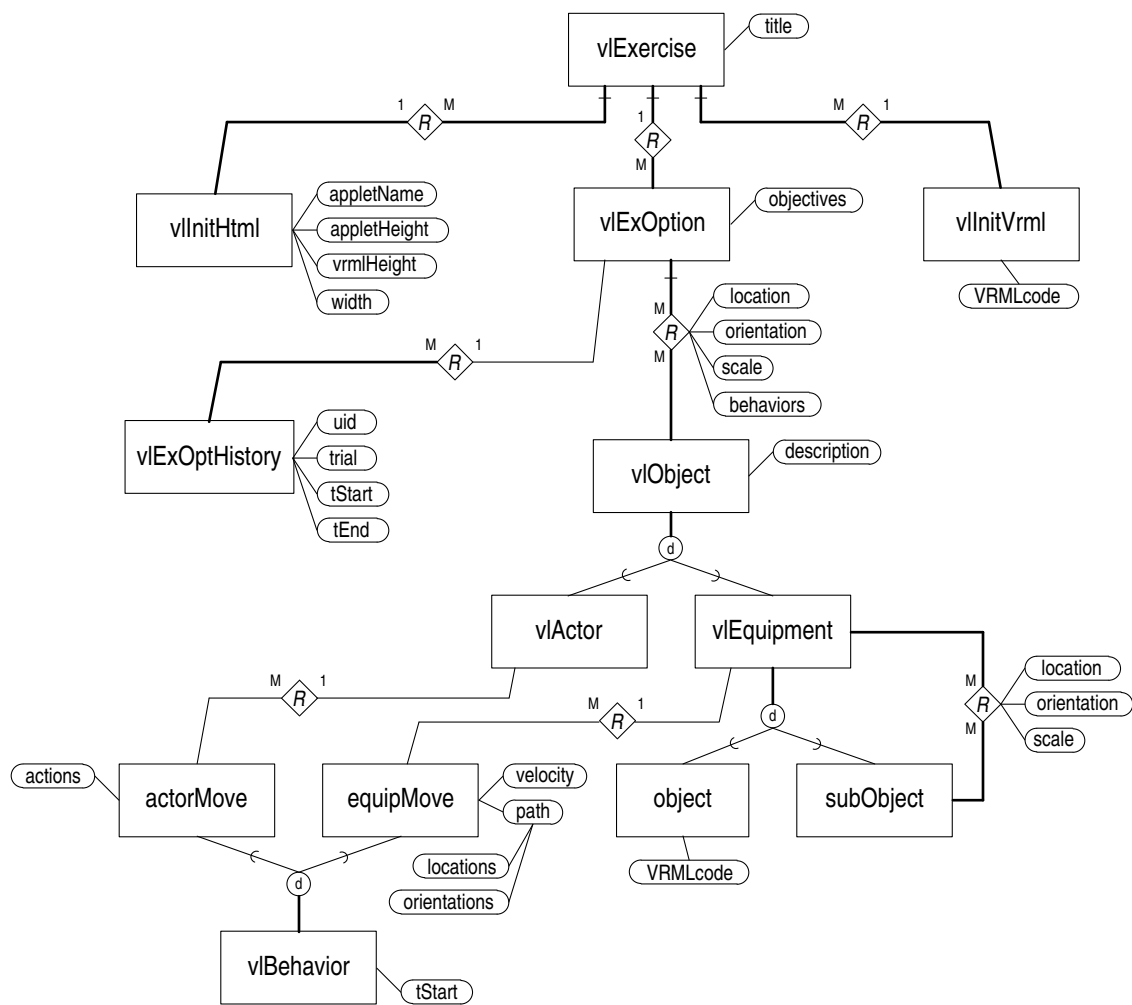 title
vlExercise
1 R M
1
R
M
M R 1
vlInitHtml
appletName
appletHeight
vrmlHeight
width
vlExOption
objectives
vlInitVrml
VRMLcode
M R 1
M
R
M
location
orientation
scale
behaviors
vlExOptHistory
uid
trial
tStart
tEnd
vlObject
description
d
vlActor
vlEquipment
M R 1
M R 1
d
M
R
M
location
orientation
scale
actions
actorMove
equipMove
velocity
path
locations
orientations
object
VRMLcode
subObject
d
vlBehavior
tStart